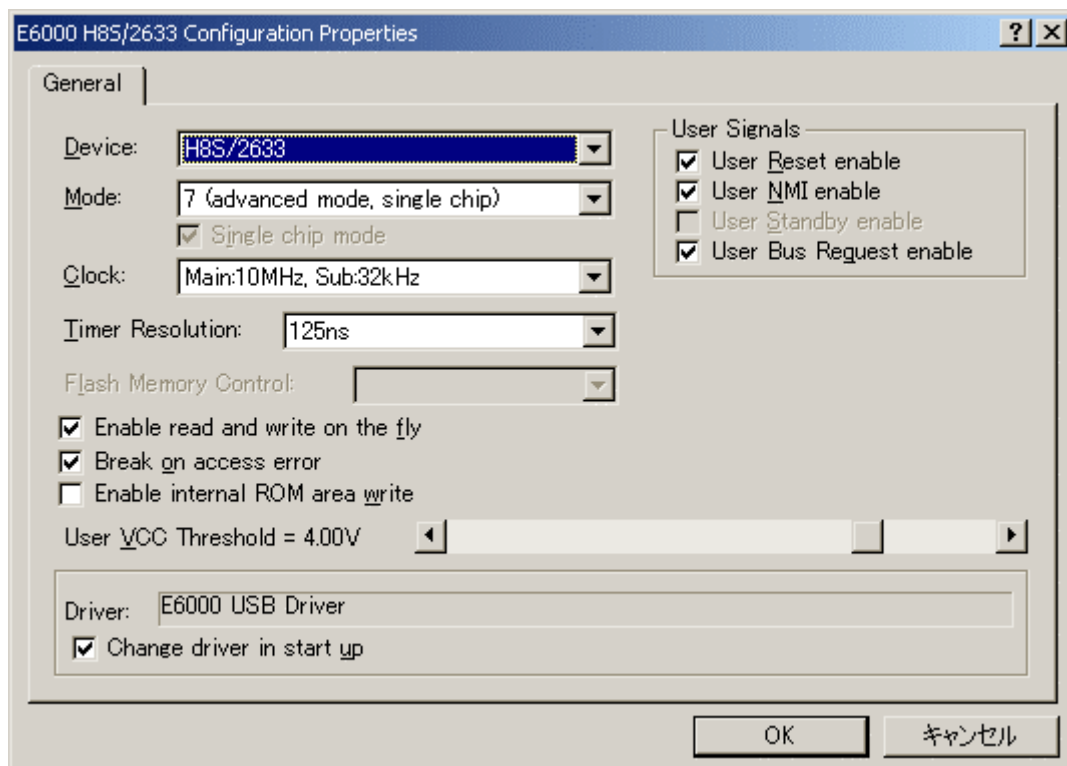 E6000 H8S/2633 Configuration Properties
General
Device: H8S/2633
Mode: 7 (advanced mode, single chip)
Single chip mode
Clock: Main:10MHz, Sub:32kHz
Timer Resolution: 125ns
Flash Memory Control:
Enable read and write on the fly
Break on access error
Enable internal ROM area write
User VCC Threshold = 4.00V
User Signals
User Reset enable
User NMI enable
User Standby enable
User Bus Request enable
Driver: E6000 USB Driver
Change driver in start up
OK
キャンセル